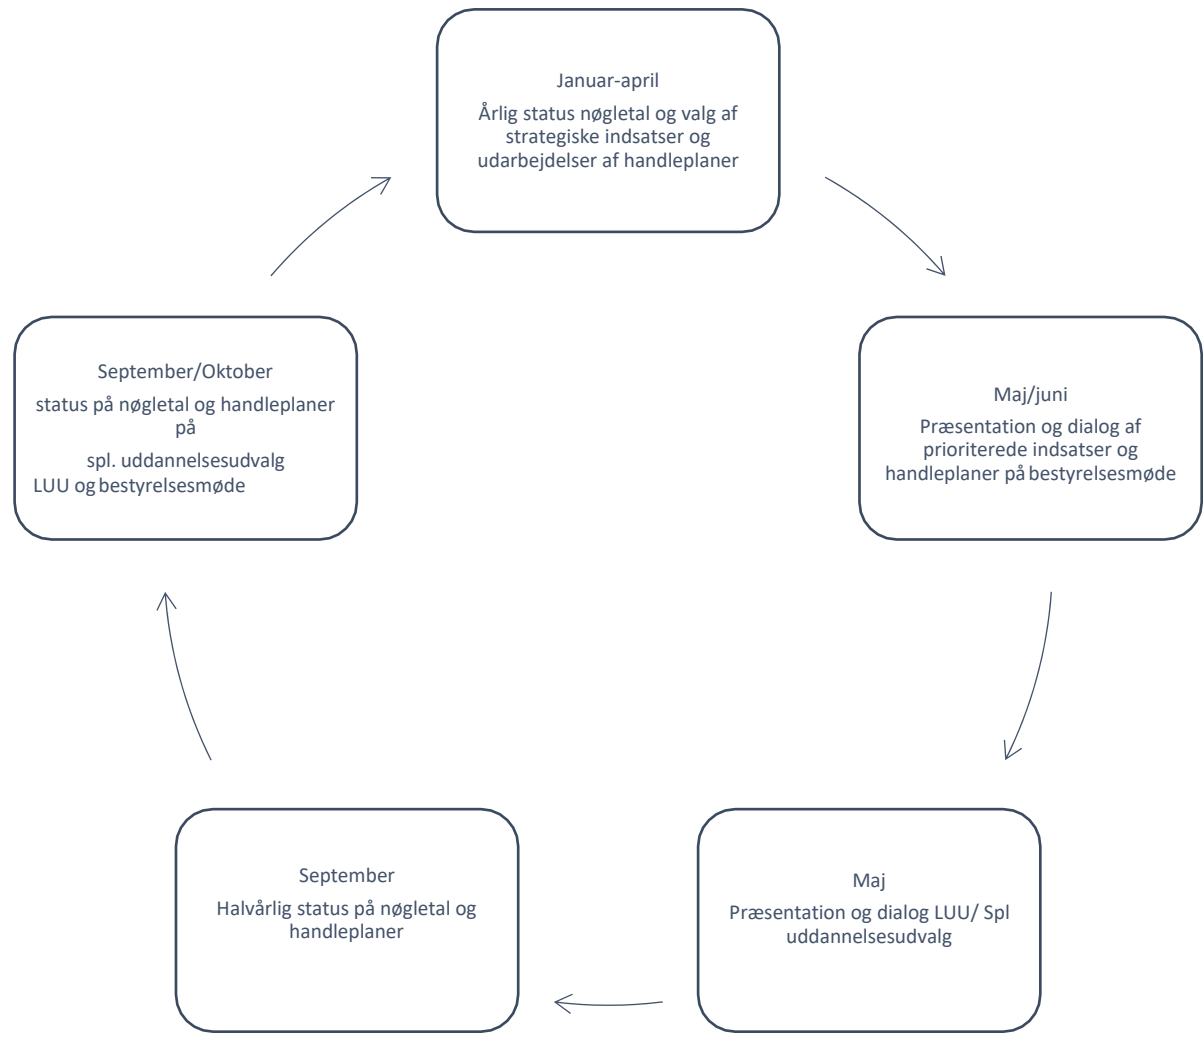 Januar-april
Årlig status nøgletal og valg af
strategiske indsatser og
udarbejdelser af handleplaner
Maj/juni
Præsentation og dialog af
prioriterede indsatser og
handleplaner på bestyrelsesmøde
Maj
Præsentation og dialog LUU/ Spl
uddannelsesudvalg
September
Halvårlig status på nøgletal og
handleplaner
September/Oktober
status på nøgletal og handleplaner
på
spl. uddannelsesudvalg
LUU og bestyrelsesmøde